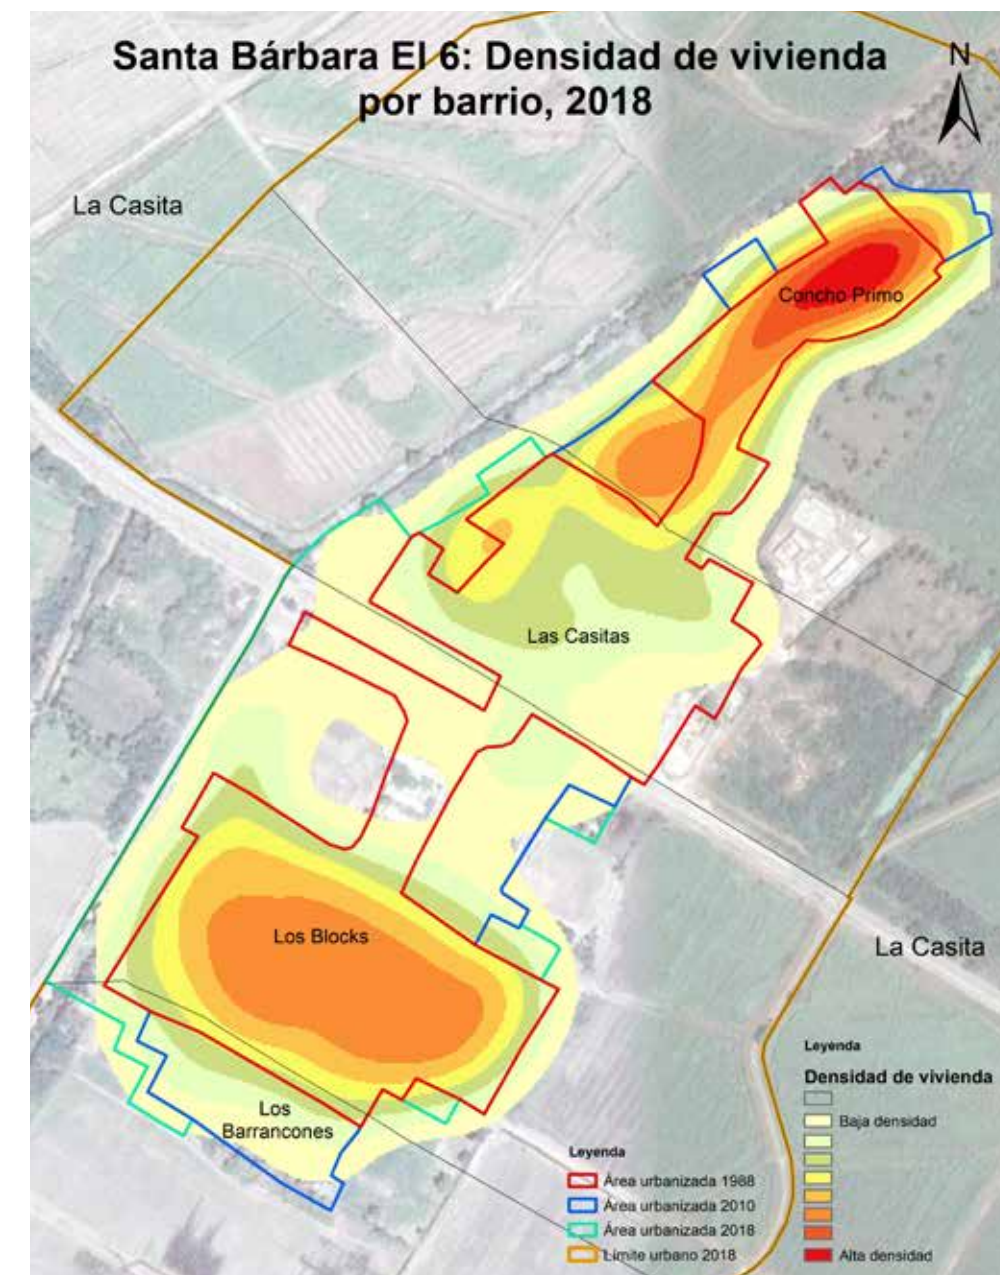 Santa Bárbara El 6: Densidad de vivienda
por barrio, 2018
N
La Casita
Concho Primo
Las Casitas
Los Blocks
La Casita
Los
Barrancones
Leyenda
Área urbanizada 1988
Área urbanizada 2010
Área urbanizada 2018
Límite urbano 2018
Leyenda
Densidad de vivienda
Baja densidad
Alta densidad